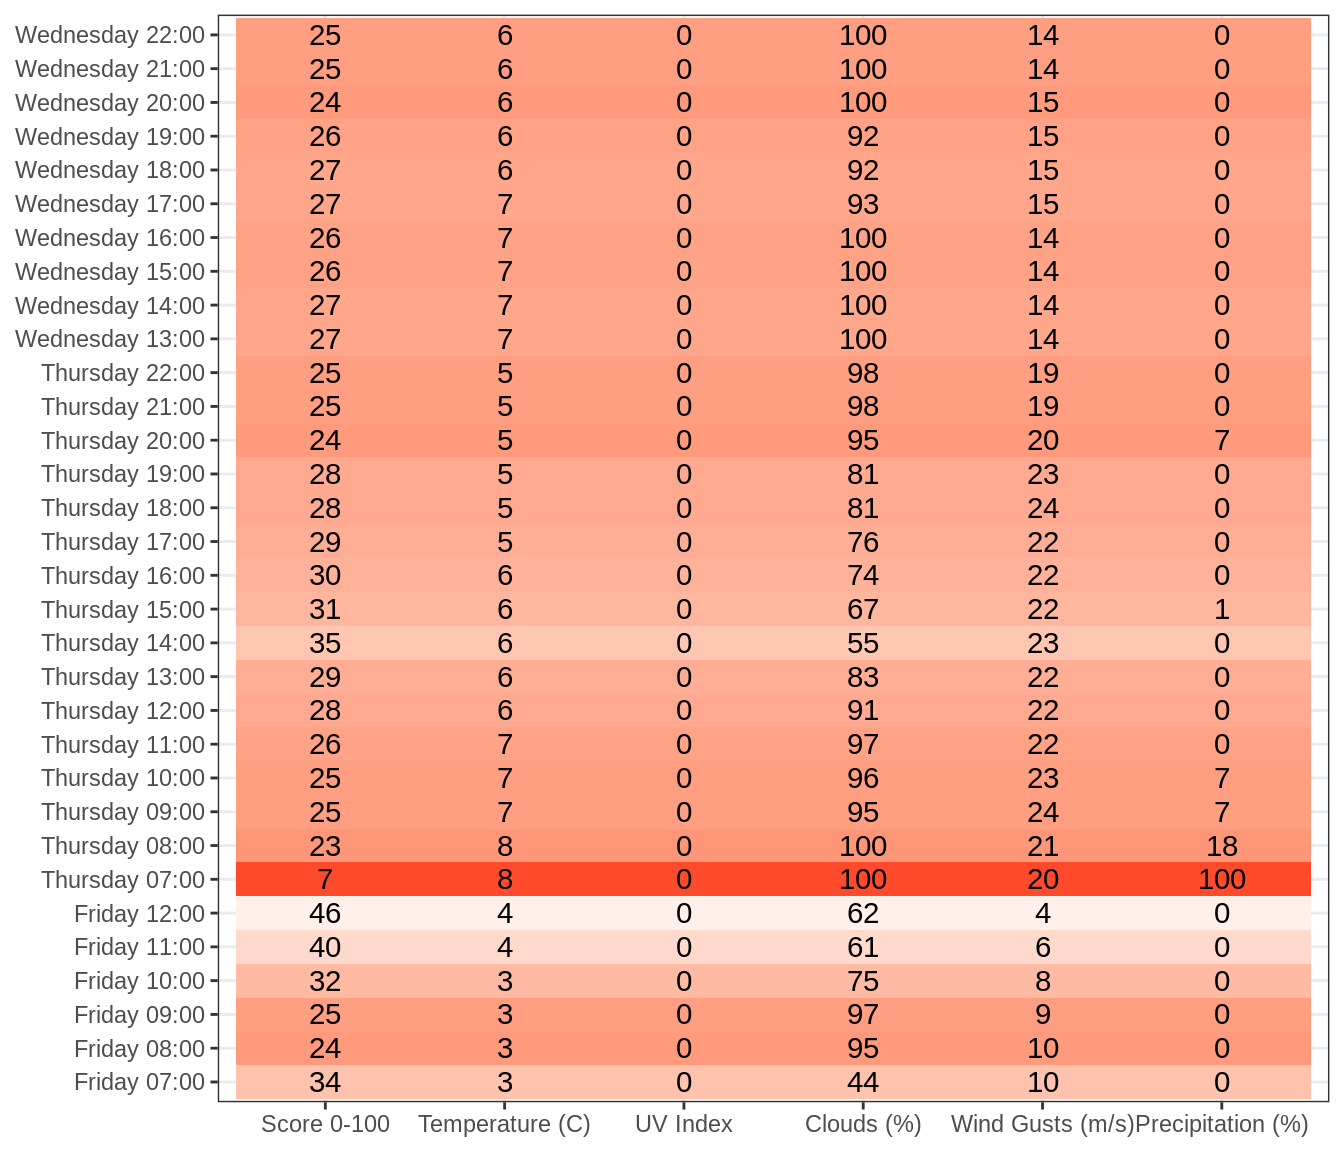 Wednesday 22:00 25 6 0 100 14 0
Wednesday 21:00 25 6 0 100 14 0
Wednesday 20:00 24 6 0 100 15 0
Wednesday 19:00 26 6 0 92 15 0
Wednesday 18:00 27 6 0 92 15 0
Wednesday 17:00 27 7 0 93 15 0
Wednesday 16:00 26 7 0 100 14 0
Wednesday 15:00 26 7 0 100 14 0
Wednesday 14:00 27 7 0 100 14 0
Wednesday 13:00 27 7 0 100 14 0
Thursday 22:00 25 5 0 98 19 0
Thursday 21:00 25 5 0 98 19 0
Thursday 20:00 24 5 0 95 20 7
Thursday 19:00 28 5 0 81 23 0
Thursday 18:00 28 5 0 81 24 0
Thursday 17:00 29 5 0 76 22 0
Thursday 16:00 30 6 0 74 22 0
Thursday 15:00 31 6 0 67 22 1
Thursday 14:00 35 6 0 55 23 0
Thursday 13:00 29 6 0 83 22 0
Thursday 12:00 28 6 0 91 22 0
Thursday 11:00 26 7 0 97 22 0
Thursday 10:00 25 7 0 96 23 7
Thursday 09:00 25 7 0 95 24 7
Thursday 08:00 23 8 0 100 21 18
Thursday 07:00 7 8 0 100 20 100
Friday 12:00 46 4 0 62 4 0
Friday 11:00 40 4 0 61 6 0
Friday 10:00 32 3 0 75 8 0
Friday 09:00 25 3 0 97 9 0
Friday 08:00 24 3 0 95 10 0
Friday 07:00 34 3 0 44 10 0
Score 0-100 Temperature (C) UV Index Clouds (%) Wind Gusts (m/s) Precipitation (%)